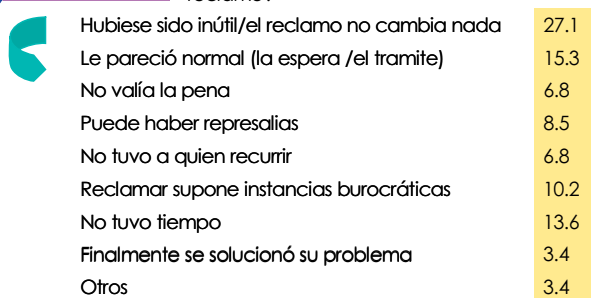 reclamo?
Hubiese sido inútil/el reclamo no cambia nada 27.1
Le pareció normal (la espera /el tramite) 15.3
No valía la pena 6.8
Puede haber represalias 8.5
No tuvo a quien recurrir 6.8
Reclamar supone instancias burocráticas 10.2
No tuvo tiempo 13.6
Finalmente se solucionó su problema 3.4
Otros 3.4